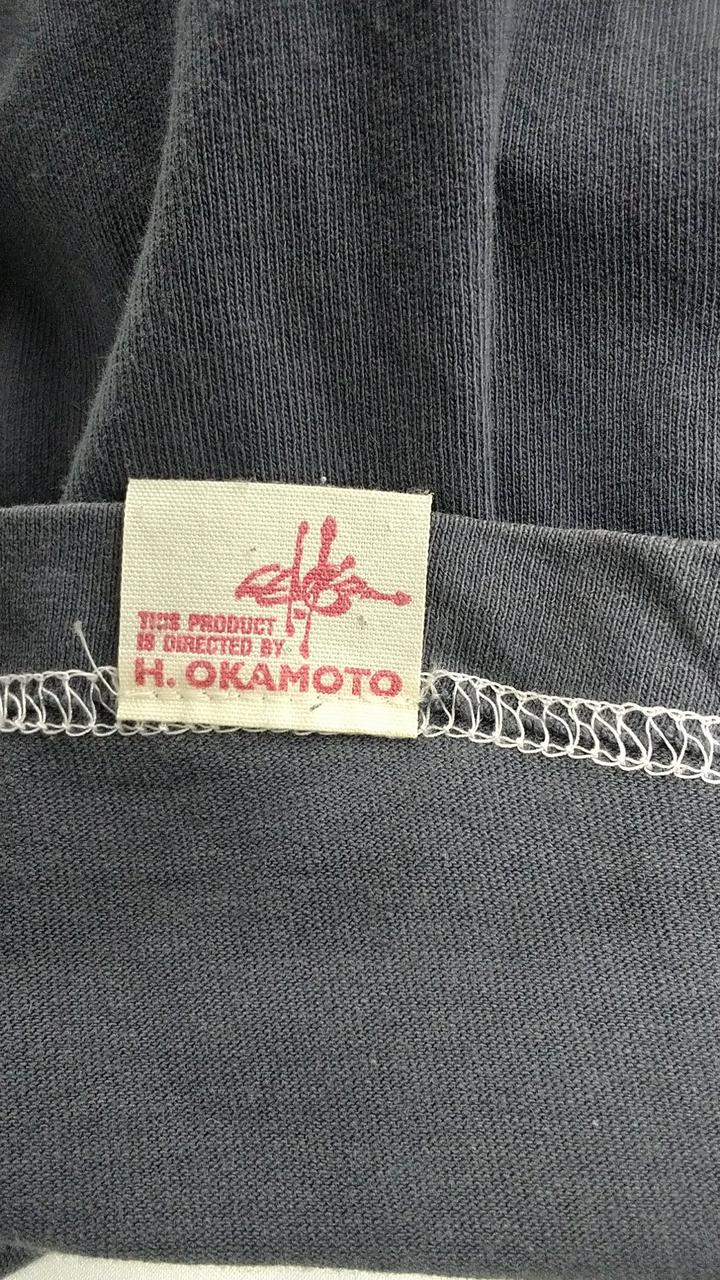 THIS PRODUCT
IS DIRECTED BY
H. OKAMOTO